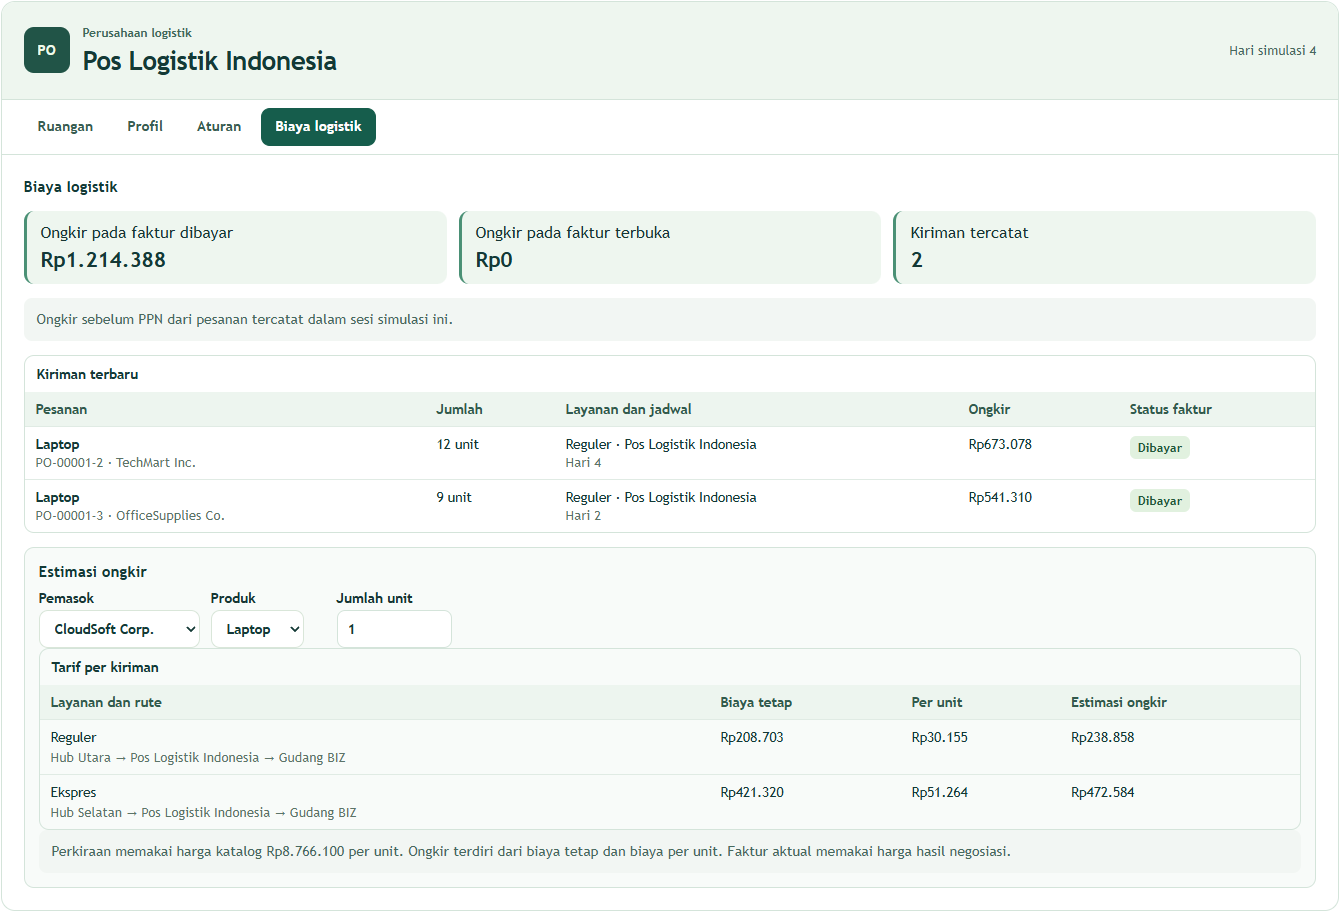 PO
Perusahaan logistik
Pos Logistik Indonesia
Hari simulasi 4
Ruangan
Profil
Aturan
Biaya logistik
Biaya logistik
Ongkir pada faktur dibayar
Rp1.214.388
Ongkir pada faktur terbuka
Rp0
Kiriman tercatat
2
Ongkir sebelum PPN dari pesanan tercatat dalam sesi simulasi ini.
Kiriman terbaru
Pesanan Jumlah Layanan dan jadwal Ongkir Status faktur
Laptop 12 unit Reguler · Pos Logistik Indonesia Rp673.078 Dibayar
PO-00001-2 · TechMart Inc. Hari 4
Laptop 9 unit Reguler · Pos Logistik Indonesia Rp541.310 Dibayar
PO-00001-3 · OfficeSupplies Co. Hari 2
Estimasi ongkir
Pemasok Produk Jumlah unit
CloudSoft Corp. Laptop 1
Tarif per kiriman
Layanan dan rute Biaya tetap Per unit Estimasi ongkir
Reguler Rp208.703 Rp30.155 Rp238.858
Hub Utara → Pos Logistik Indonesia → Gudang BIZ
Ekspres Rp421.320 Rp51.264 Rp472.584
Hub Selatan → Pos Logistik Indonesia → Gudang BIZ
Perkiraan memakai harga katalog Rp8.766.100 per unit. Ongkir terdiri dari biaya tetap dan biaya per unit. Faktur aktual memakai harga hasil negosiasi.